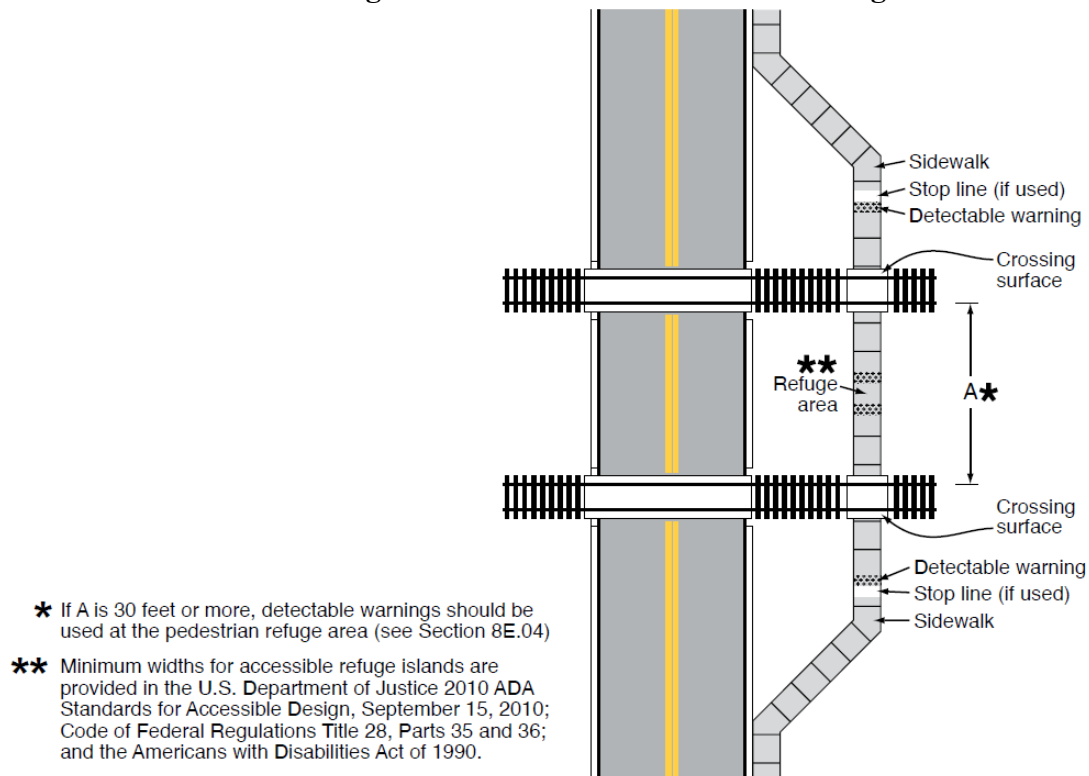 Sidewalk
Stop line (if used)
Detectable warning
Crossing
surface
**
Refuge
area
A*
Crossing
surface
Detectable warning
Stop line (if used)
Sidewalk
* If A is 30 feet or more, detectable warnings should be
used at the pedestrian refuge area (see Section 8E.04)
** Minimum widths for accessible refuge islands are
provided in the U.S. Department of Justice 2010 ADA
Standards for Accessible Design, September 15, 2010;
Code of Federal Regulations Title 28, Parts 35 and 36;
and the Americans with Disabilities Act of 1990.